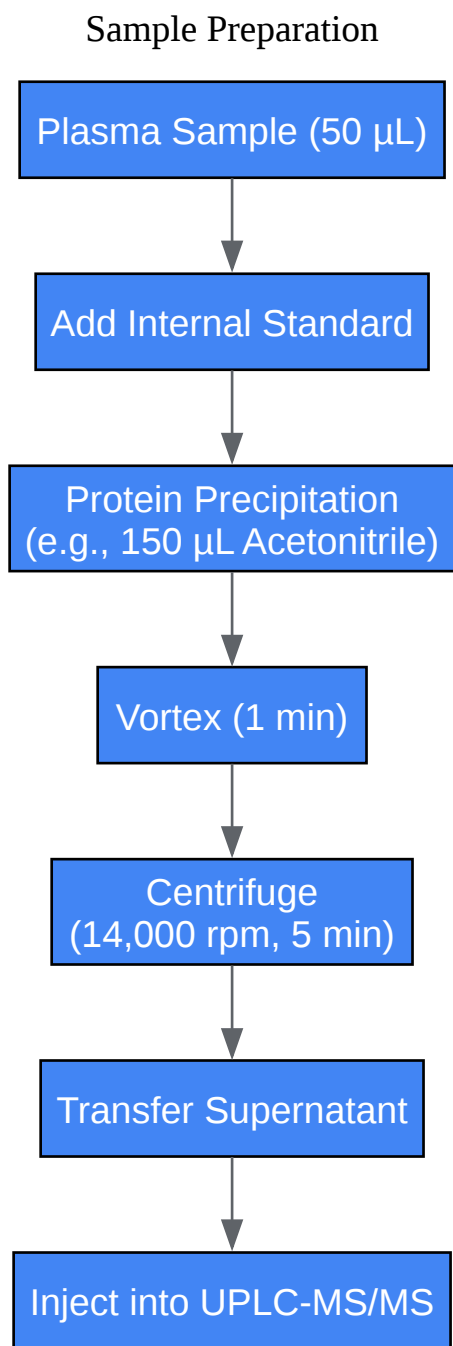 Sample Preparation
Plasma Sample (50 µL)
Add Internal Standard
Protein Precipitation
(e.g., 150 µL Acetonitrile)
Vortex (1 min)
Centrifuge
(14,000 rpm, 5 min)
Transfer Supernatant
Inject into UPLC-MS/MS